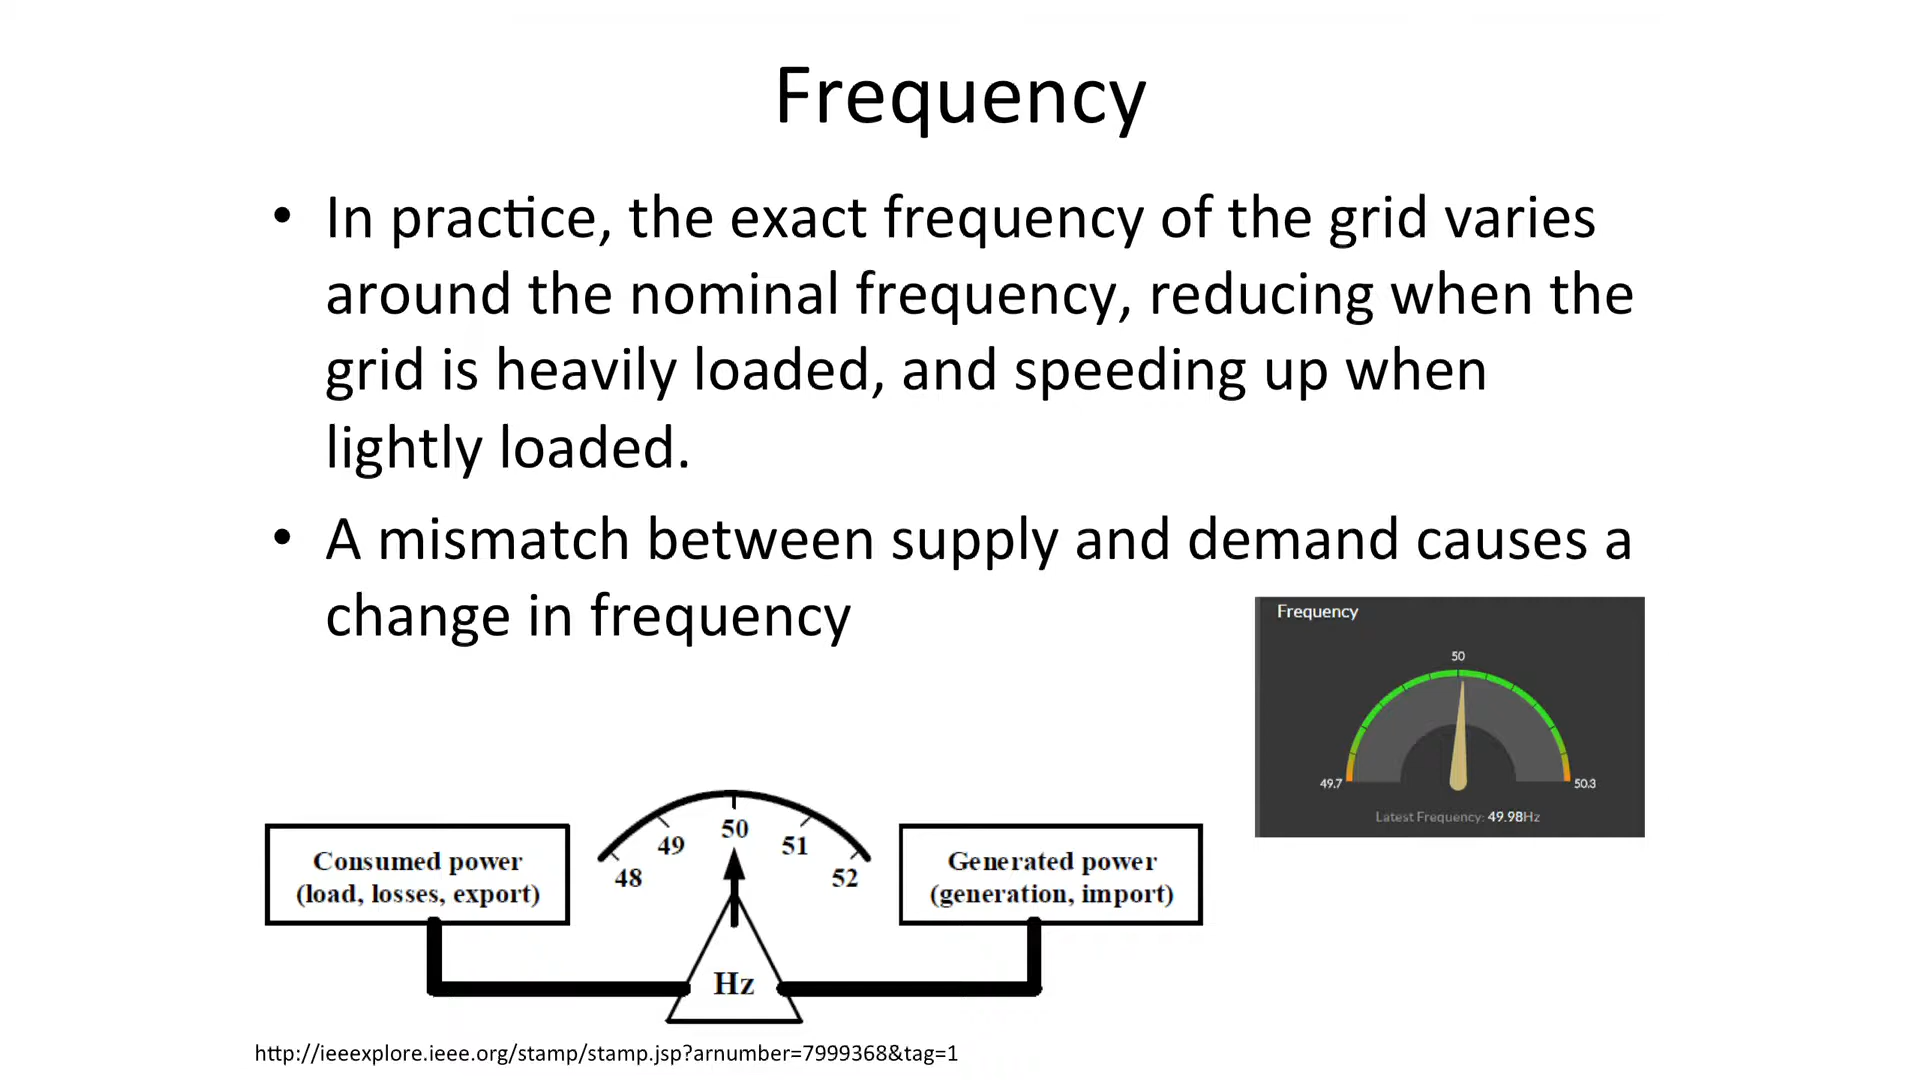 Frequency
• In practice, the exact frequency of the grid varies
around the nominal frequency, reducing when the
grid is heavily loaded, and speeding up when
lightly loaded.
• A mismatch between supply and demand causes a
change in frequency
Frequency
50
49.7
50.3
Latest Frequency: 49.98Hz
Consumed power
(load, losses, export)
48
49
50
51
52
Generated power
(generation, import)
Hz
http://ieeexplore.ieee.org/stamp/stamp.jsp?arnumber=7999368&tag=1